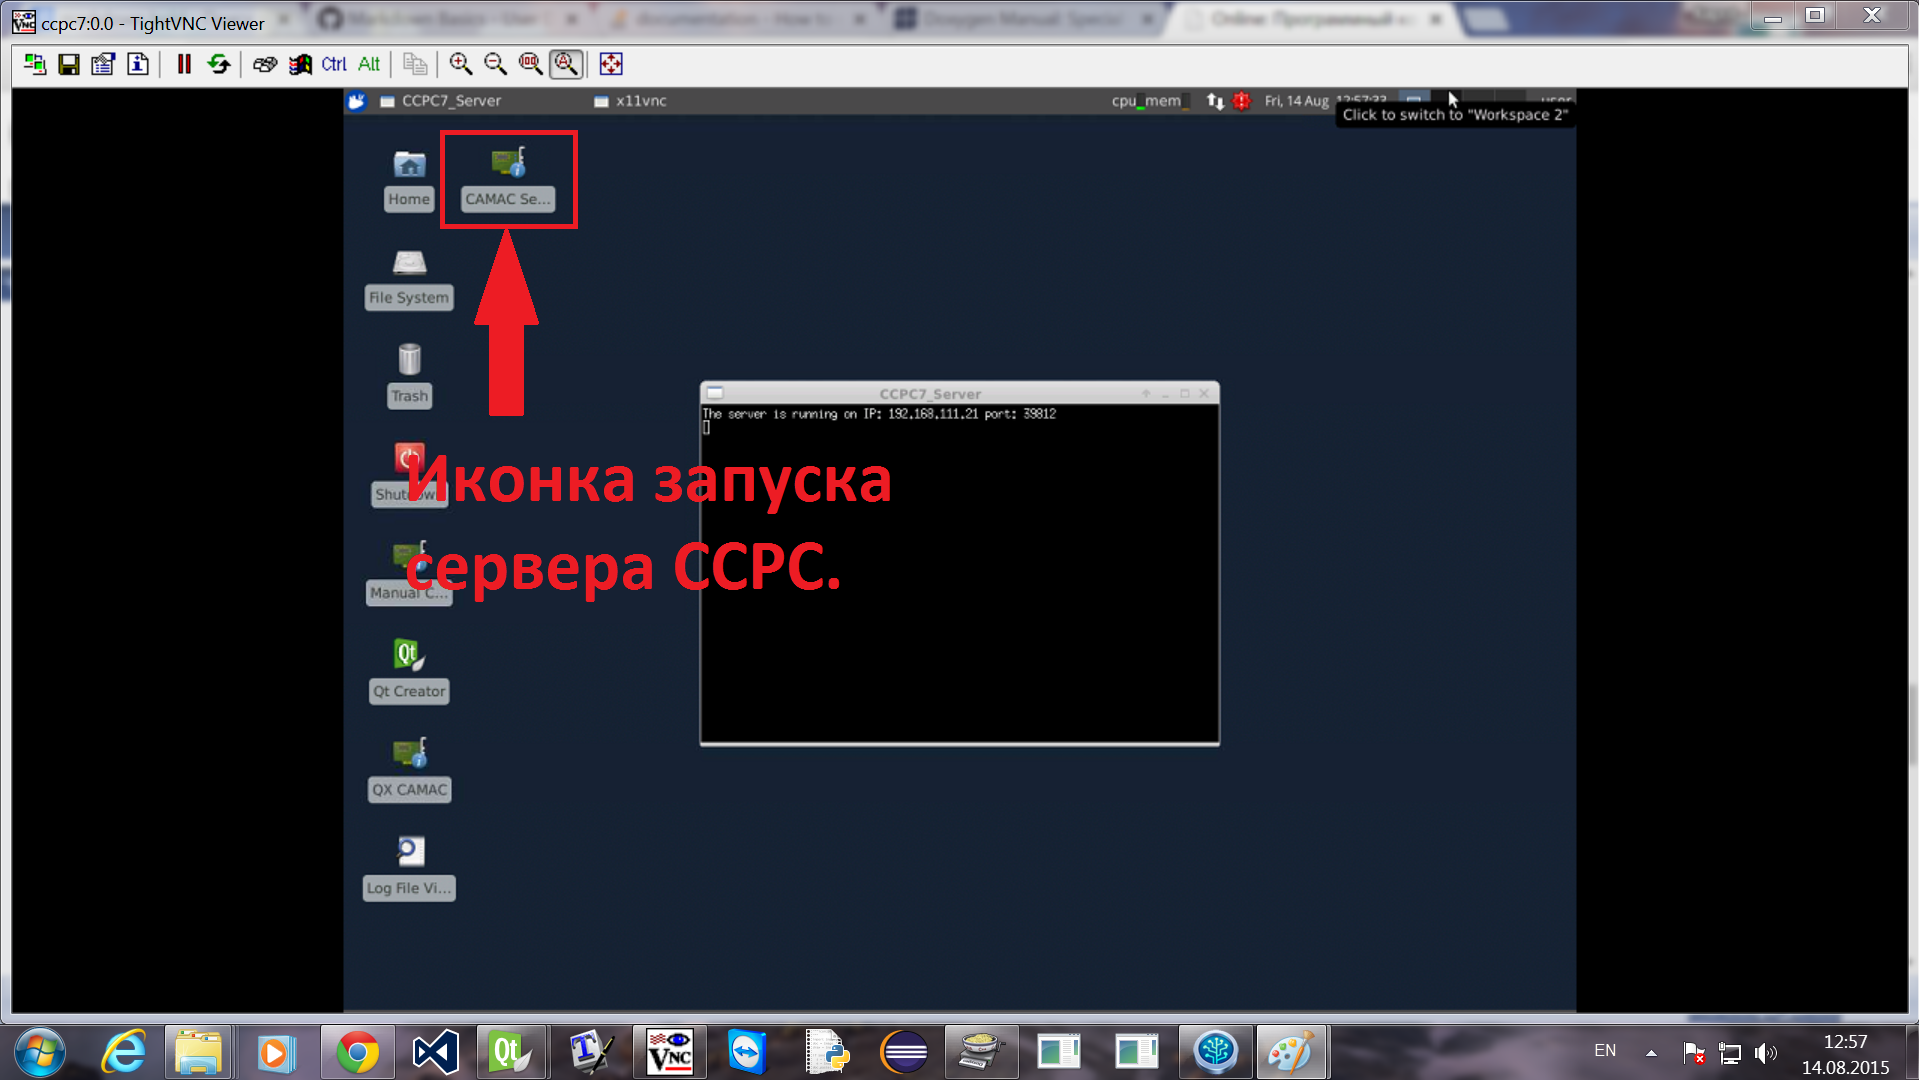 ccpc7:0.0 - TightVNC Viewer
Ctrl Alt
CCPC7_Server
x11vnc
cpu_mem_
Fri, 14 Aug 12:57:33
Click to switch to "Workspace 2"
Home
CAMAC Se...
File System
Trash
CCPC7_Server
The server is running on IP: 192.168.111.21 port: 39812
Иконка запуска
сервера CCPC.
Manual C...
Qt Creator
QX CAMAC
Log File Vi...
EN
12:57
14.08.2015